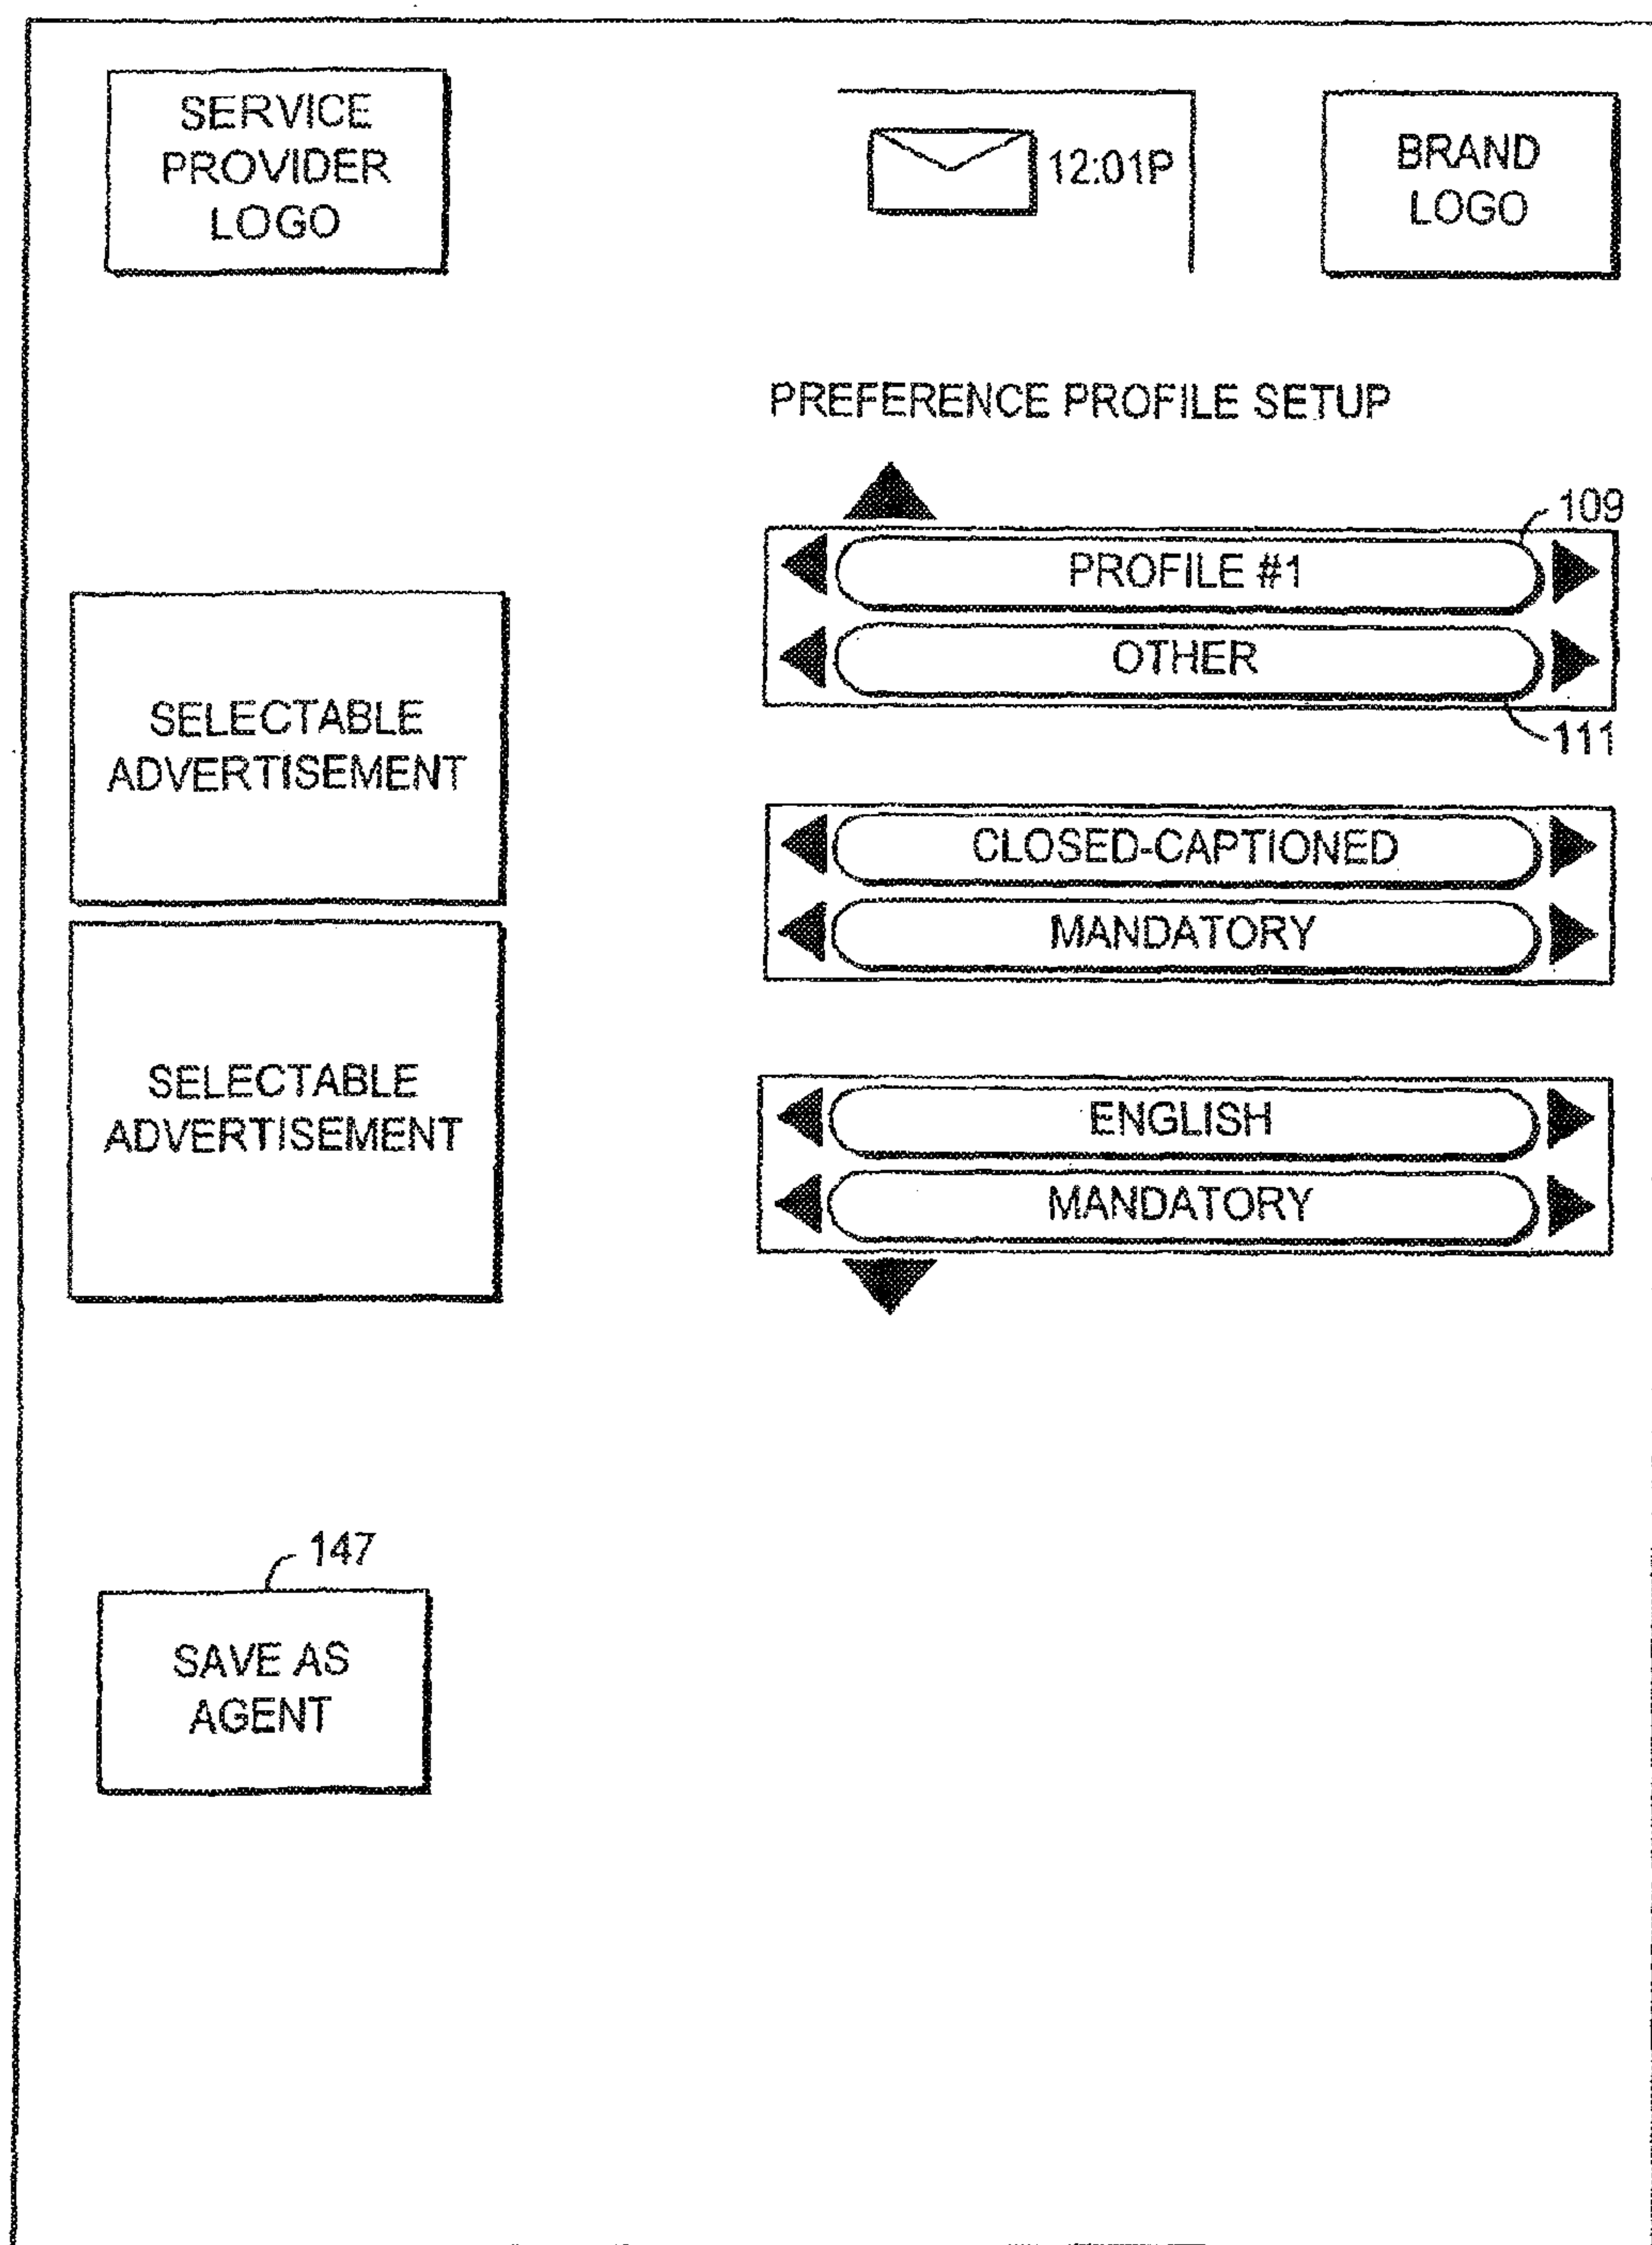 SERVICE
PROVIDER
LOGO
12:01P
BRAND
LOGO
PREFERENCE PROFILE SETUP
109
PROFILE #1
OTHER
111
SELECTABLE
ADVERTISEMENT
CLOSED-CAPTIONED
MANDATORY
SELECTABLE
ADVERTISEMENT
ENGLISH
MANDATORY
147
SAVE AS
AGENT